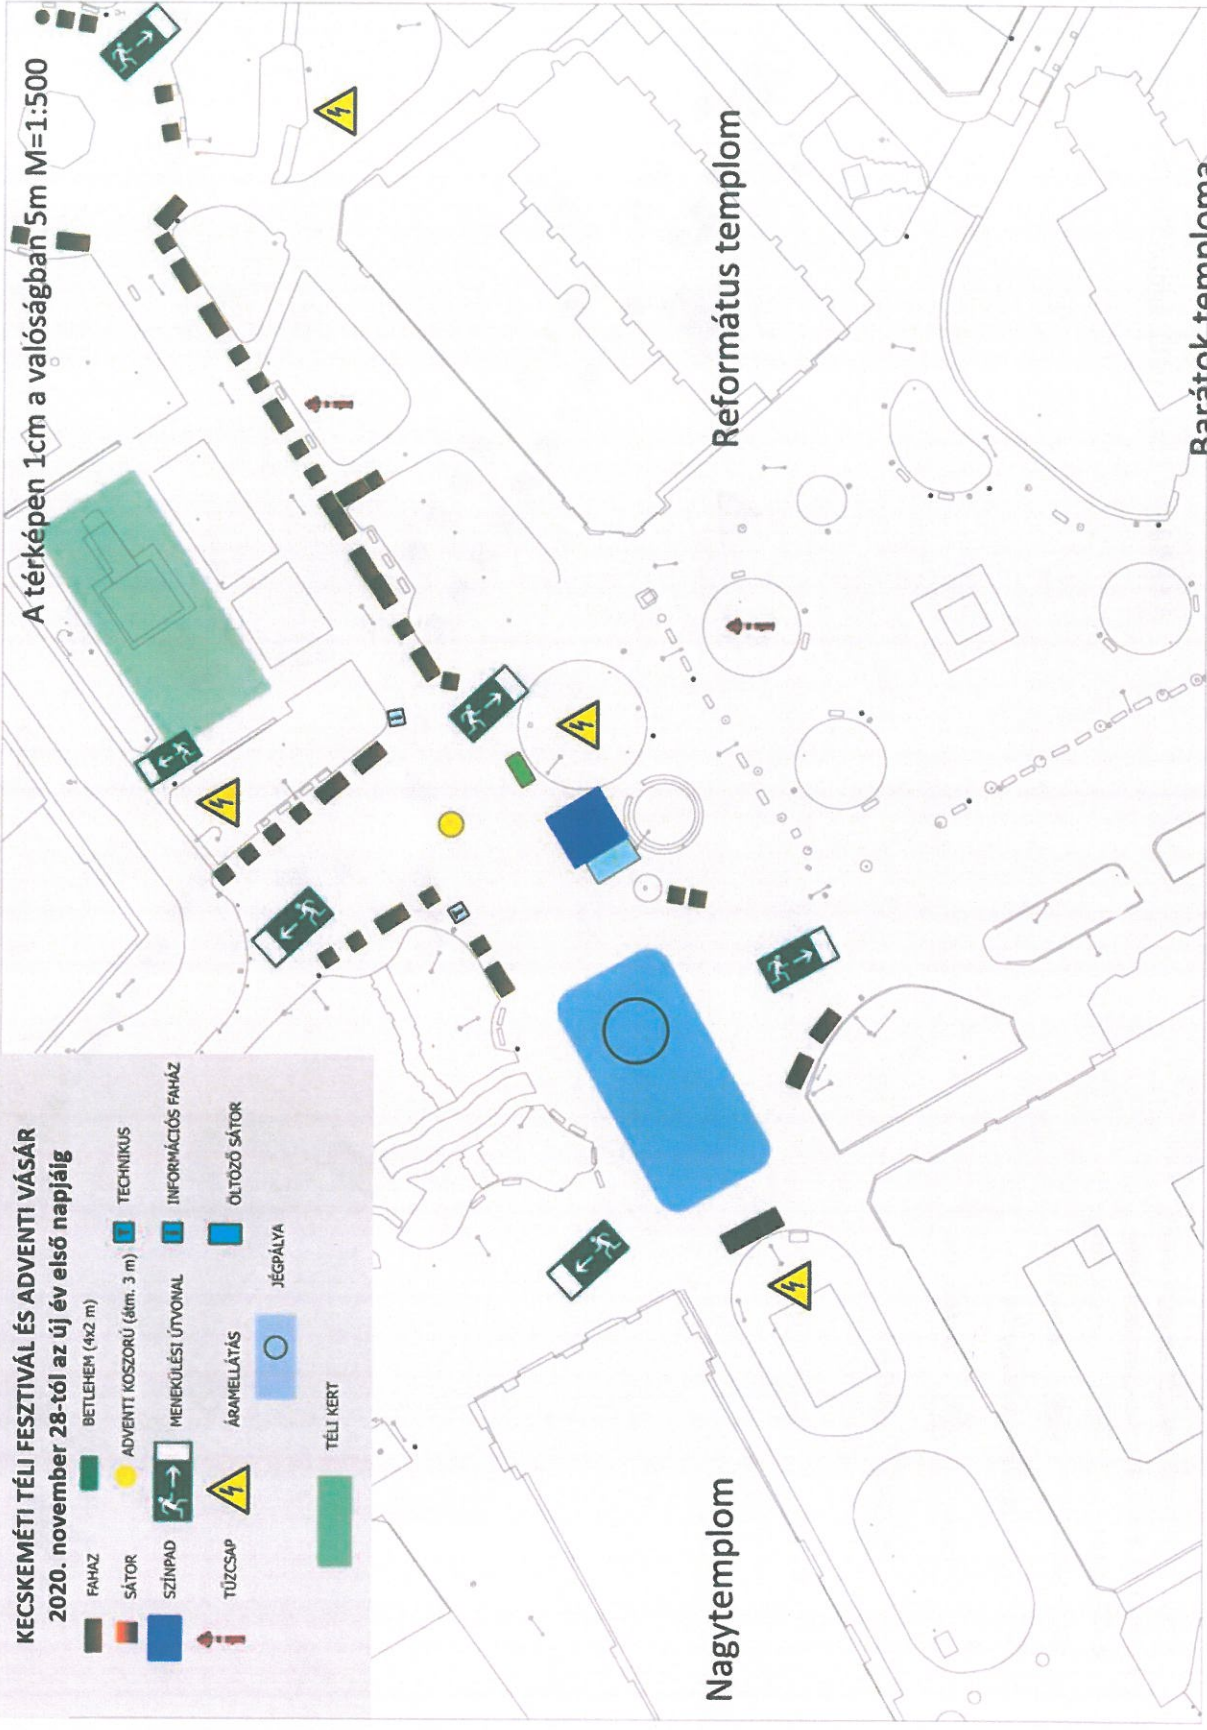 KECSKEMÉTI TÉLI FESZTIVÁL ÉS ADVENTI VÁSÁR
2020. november 28-tól az új év első napjáig
FAHAZ
BETLEHEM (4x2 m)
SÁTOR
ADVENTI KOSZORÚ (átm. 3 m)
T
TECHNIKUS
SZÍNPAD
MENEKÜLÉSI ÚTVONAL
i
INFORMÁCIÓS FAHÁZ
TŰZCSAP
ÁRAMELLÁTÁS
ÖLTÖZŐ SÁTOR
JÉGPÁLYA
TÉLI KERT
A térképen 1cm a valóságban 5m M=1:500
Nagytemplom
Református templom
Barátok temploma